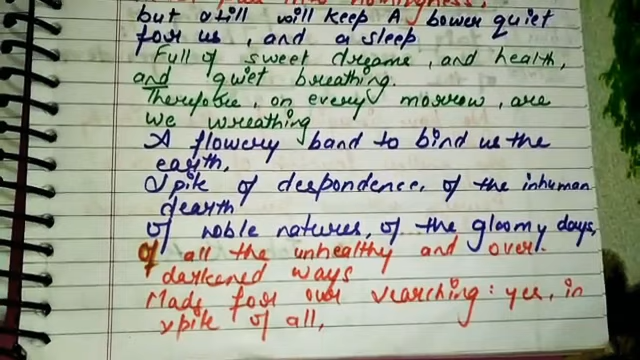 pass into nothingness.
but still will keep A bower quiet
for us, and a sleep
Full of sweet dreams, and health,
and quiet breathing.
Therefore, on every morrow, are
we wreathing
A flowery band to bind us the
earth,
Spite of despondence, of the inhuman
dearth
of noble natures, of the gloomy days,
of all the unhealthy and over.
darkened ways
Made for our searching: yes, in
spite of all,